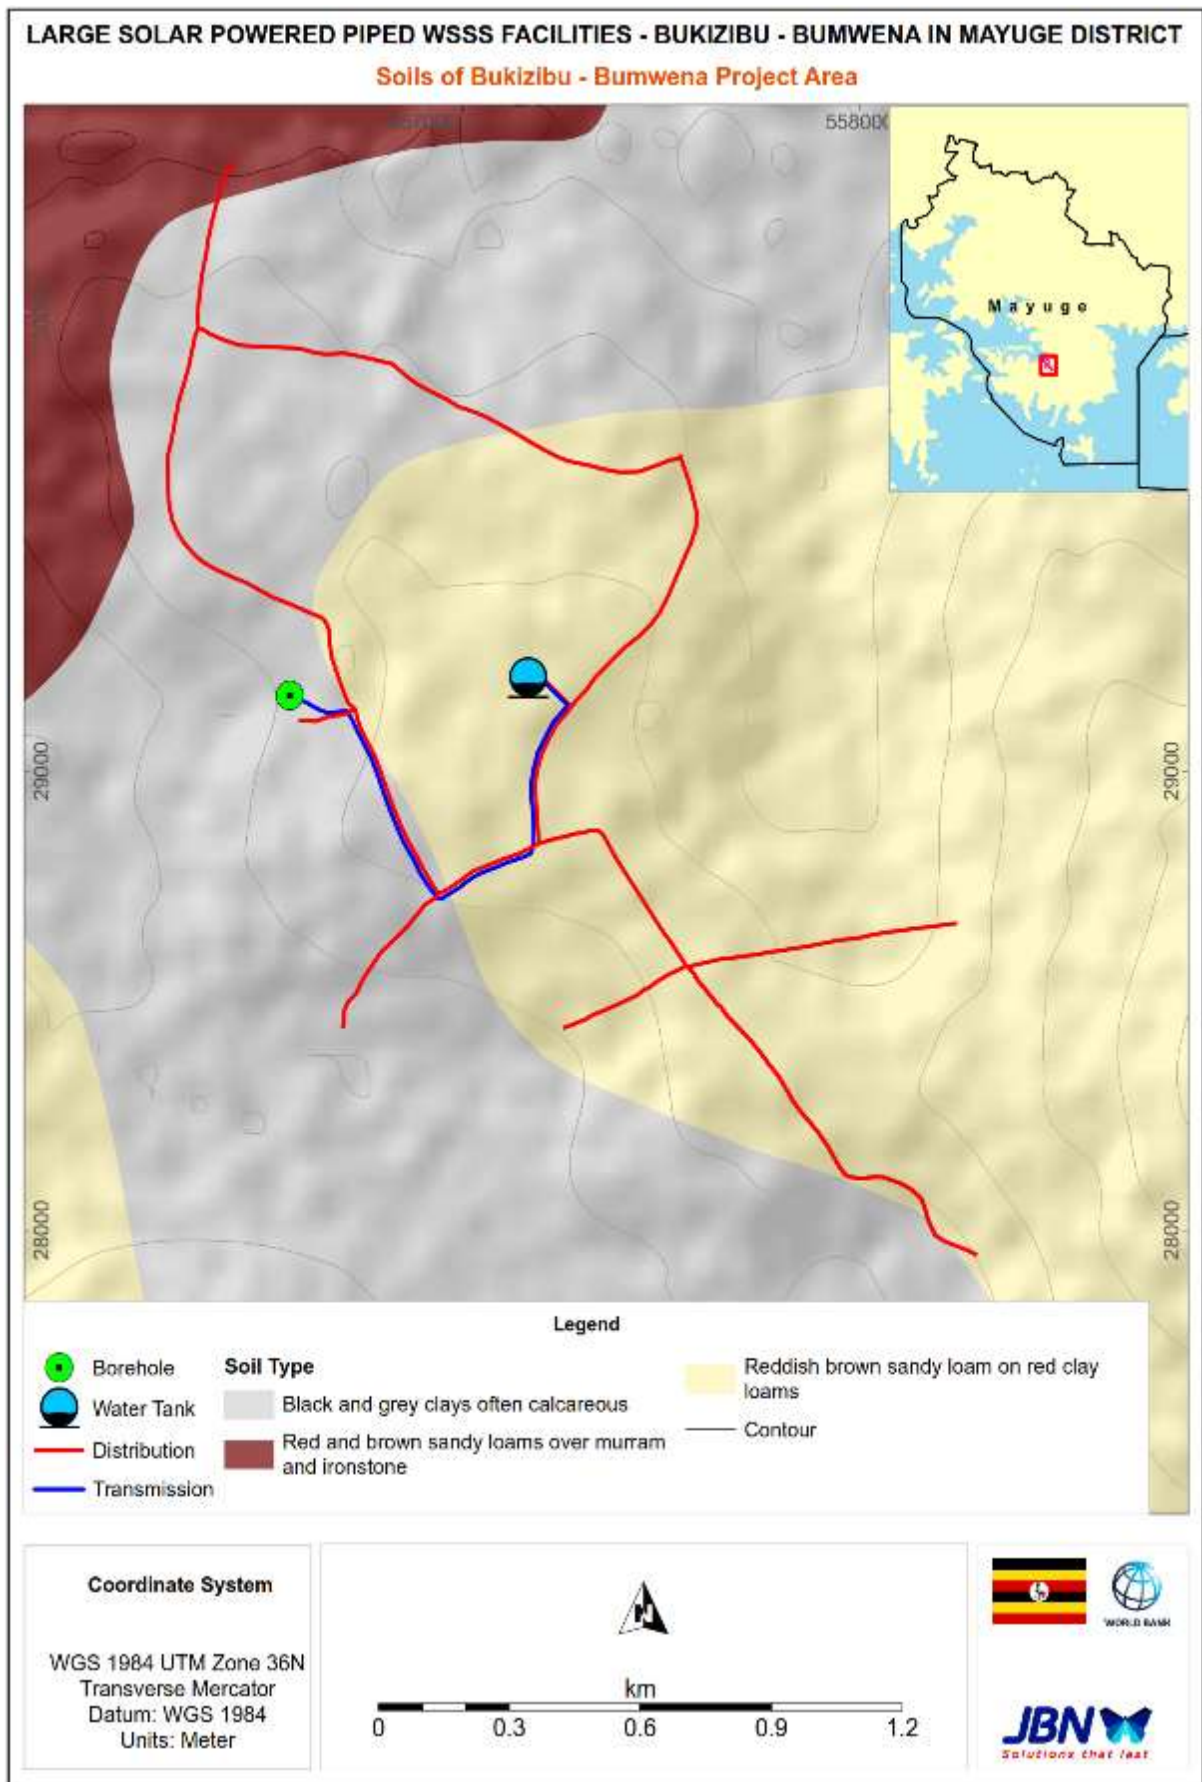 LARGE SOLAR POWERED PIPED WSSS FACILITIES - BUKIZIBU - BUMWENA IN MAYUGE DISTRICT
Soils of Bukizibu - Bumwena Project Area
558000
Mayuge
29000
29000
28000
28000
Legend
Borehole
Water Tank
Distribution
Transmission
Soil Type
Black and grey clays often calcareous
Red and brown sandy loams over murram
and ironstone
Reddish brown sandy loam on red clay
loams
Contour
Coordinate System
WGS 1984 UTM Zone 36N
Transverse Mercator
Datum: WGS 1984
Units: Meter
N
km
0 0.3 0.6 0.9 1.2
WORLD BANK
JBN
Solutions that last